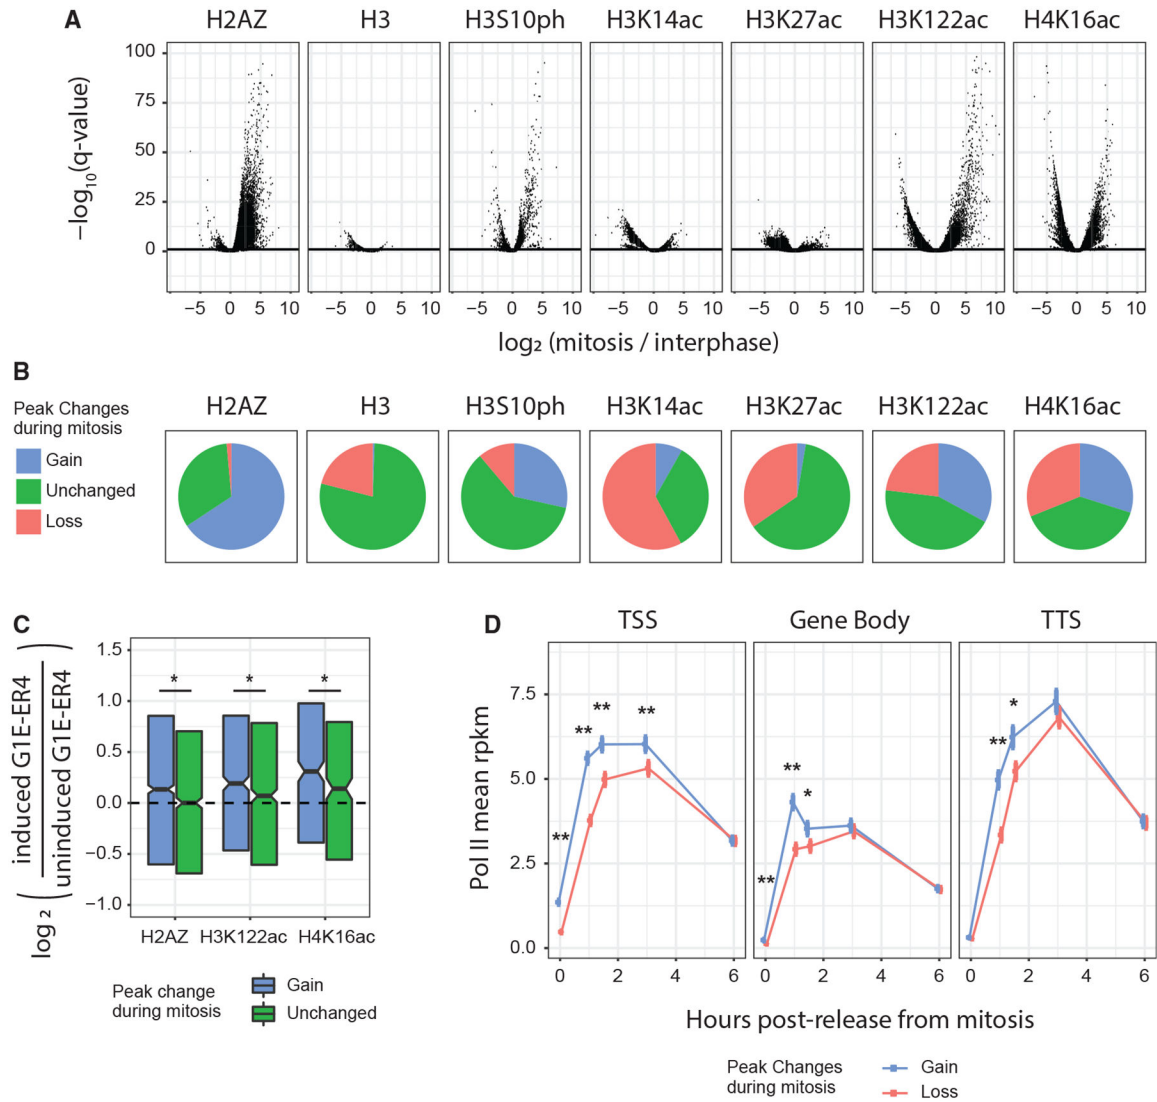 A
H2AZ H3 H3S10ph H3K14ac H3K27ac H3K122ac H4K16ac
100
75
50
25
0
−log₁₀(q-value)
−5 0 5 10 −5 0 5 10 −5 0 5 10 −5 0 5 10 −5 0 5 10 −5 0 5 10 −5 0 5 10
log₂ (mitosis / interphase)
B
Peak Changes
during mitosis
Gain
Unchanged
Loss
H2AZ H3 H3S10ph H3K14ac H3K27ac H3K122ac H4K16ac
C
log ₂ (induced G1E-ER4 / uninduced G1E-ER4)
1.5
1.0
0.5
0.0
−0.5
−1.0
* * *
H2AZ H3K122ac H4K16ac
Peak change
during mitosis
Gain
Unchanged
D
TSS Gene Body TTS
Pol II mean rpkm
7.5
5.0
2.5
0.0
** ** ** **
** ** *
** *
0 2 4 6 0 2 4 6 0 2 4 6
Hours post-release from mitosis
Peak Changes
during mitosis
Gain
Loss